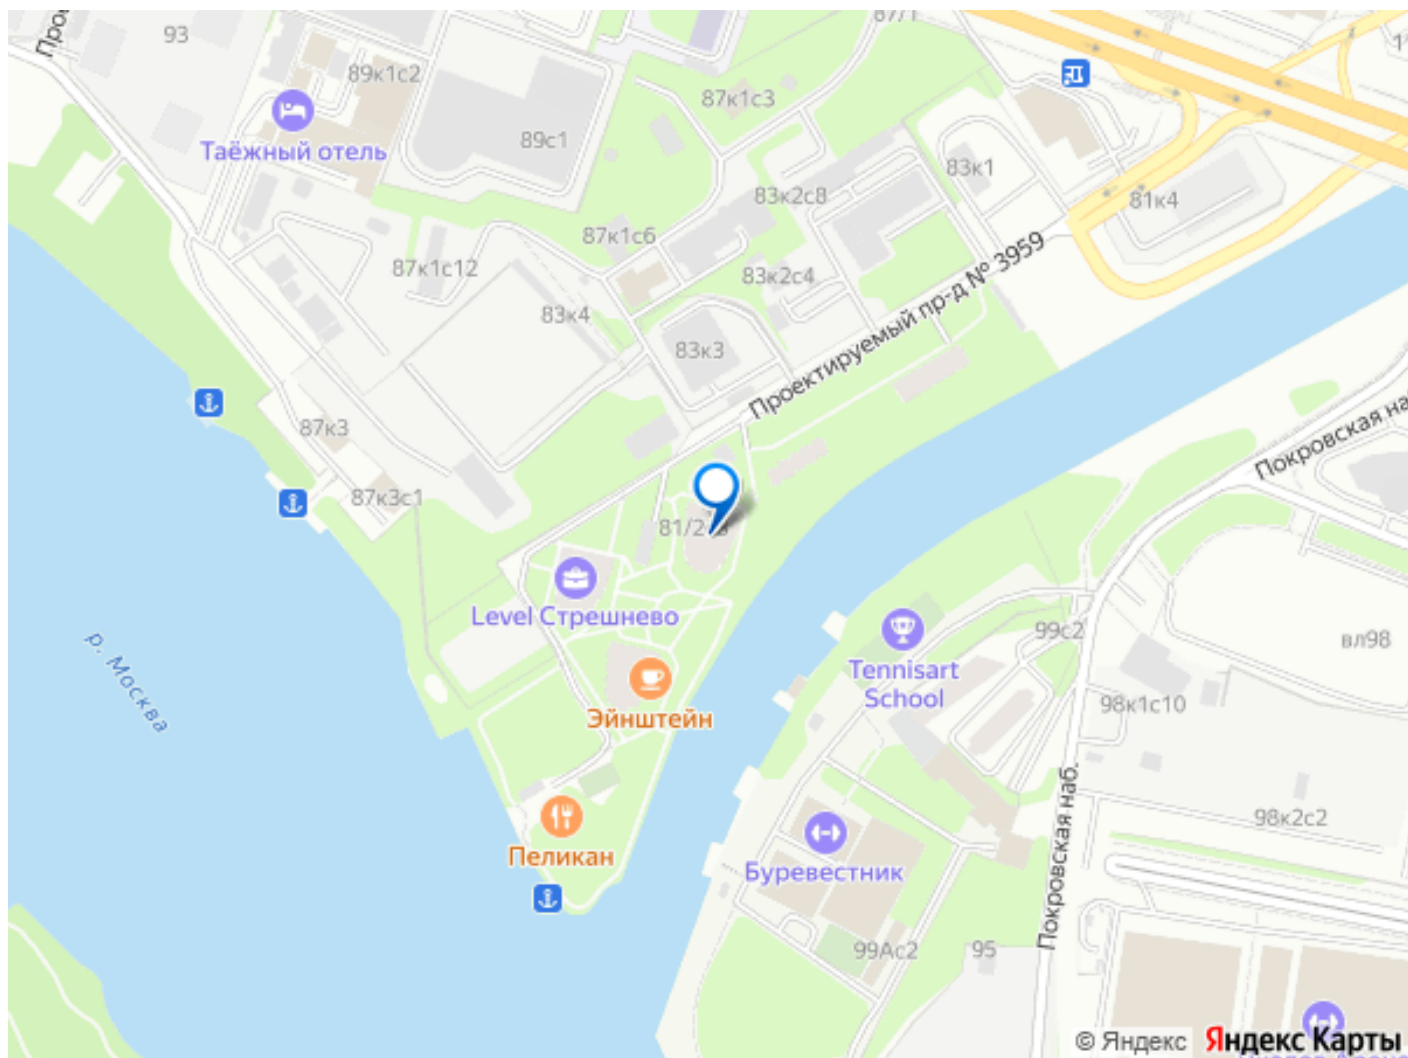 93
87/1
89к1с2
87к1с3
Таёжный отель
89с1
83к1
83к2с8
81к4
87к1с6
87к1с12
83к2с4
Проектируемый пр-д № 3959
83к4
83к3
87к3
Покровская на
87к3с1
81/2
Level Стрешнево
99с2
вл98
р. Москва
Tennisart
School
98к1с10
Эйнштейн
98к2с2
Пеликан
Буревестник
Покровская наб.
99Ас2
95
© Яндекс Яндекс Карты